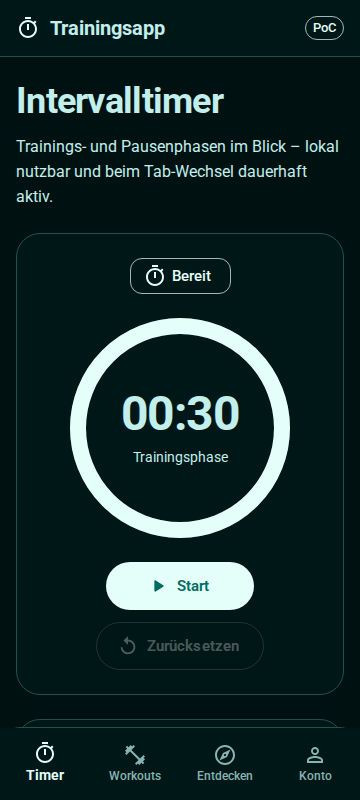 Trainingsapp
PoC
Intervalltimer
Trainings- und Pausenphasen im Blick – lokal
nutzbar und beim Tab-Wechsel dauerhaft
aktiv.
Bereit
00:30
Trainingsphase
Start
Zurücksetzen
Timer
Workouts
Entdecken
Konto